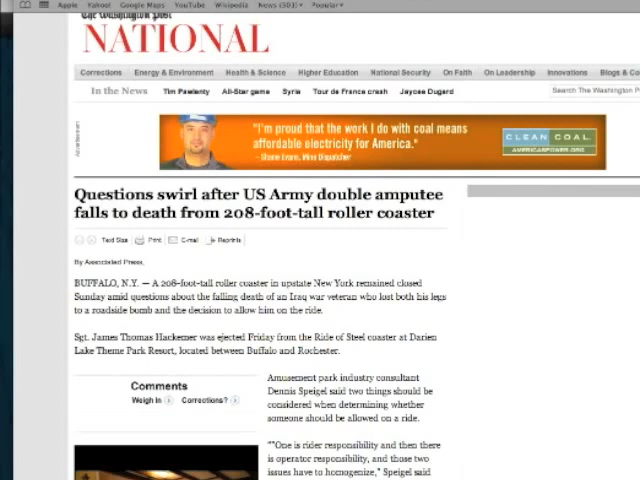 Apple Yahoo! Google Maps YouTube Wikipedia News (301)▾ Popular▾
The Washington Post
NATIONAL
Corrections Energy & Environment Health & Science Higher Education National Security On Faith On Leadership Innovations Blogs & Co
In the News Tim Pawlenty All-Star game Syria Tour de France crash Jaycee Dugard Search The Washington P
Advertisement
"I'm proud that the work I do with coal means
affordable electricity for America."
– Shane Evans, Mine Dispatcher
CLEAN COAL
AMERICASPOWER.ORG
Questions swirl after US Army double amputee
falls to death from 208-foot-tall roller coaster
Text Size Print E-mail Reprints
By Associated Press,
BUFFALO, N.Y. — A 208-foot-tall roller coaster in upstate New York remained closed
Sunday amid questions about the falling death of an Iraq war veteran who lost both his legs
to a roadside bomb and the decision to allow him on the ride.
Sgt. James Thomas Hackemer was ejected Friday from the Ride of Steel coaster at Darien
Lake Theme Park Resort, located between Buffalo and Rochester.
Comments
Weigh in Corrections?
Amusement park industry consultant
Dennis Speigel said two things should be
considered when determining whether
someone should be allowed on a ride.
""One is rider responsibility and then there
is operator responsibility, and those two
issues have to homogenize," Speigel said